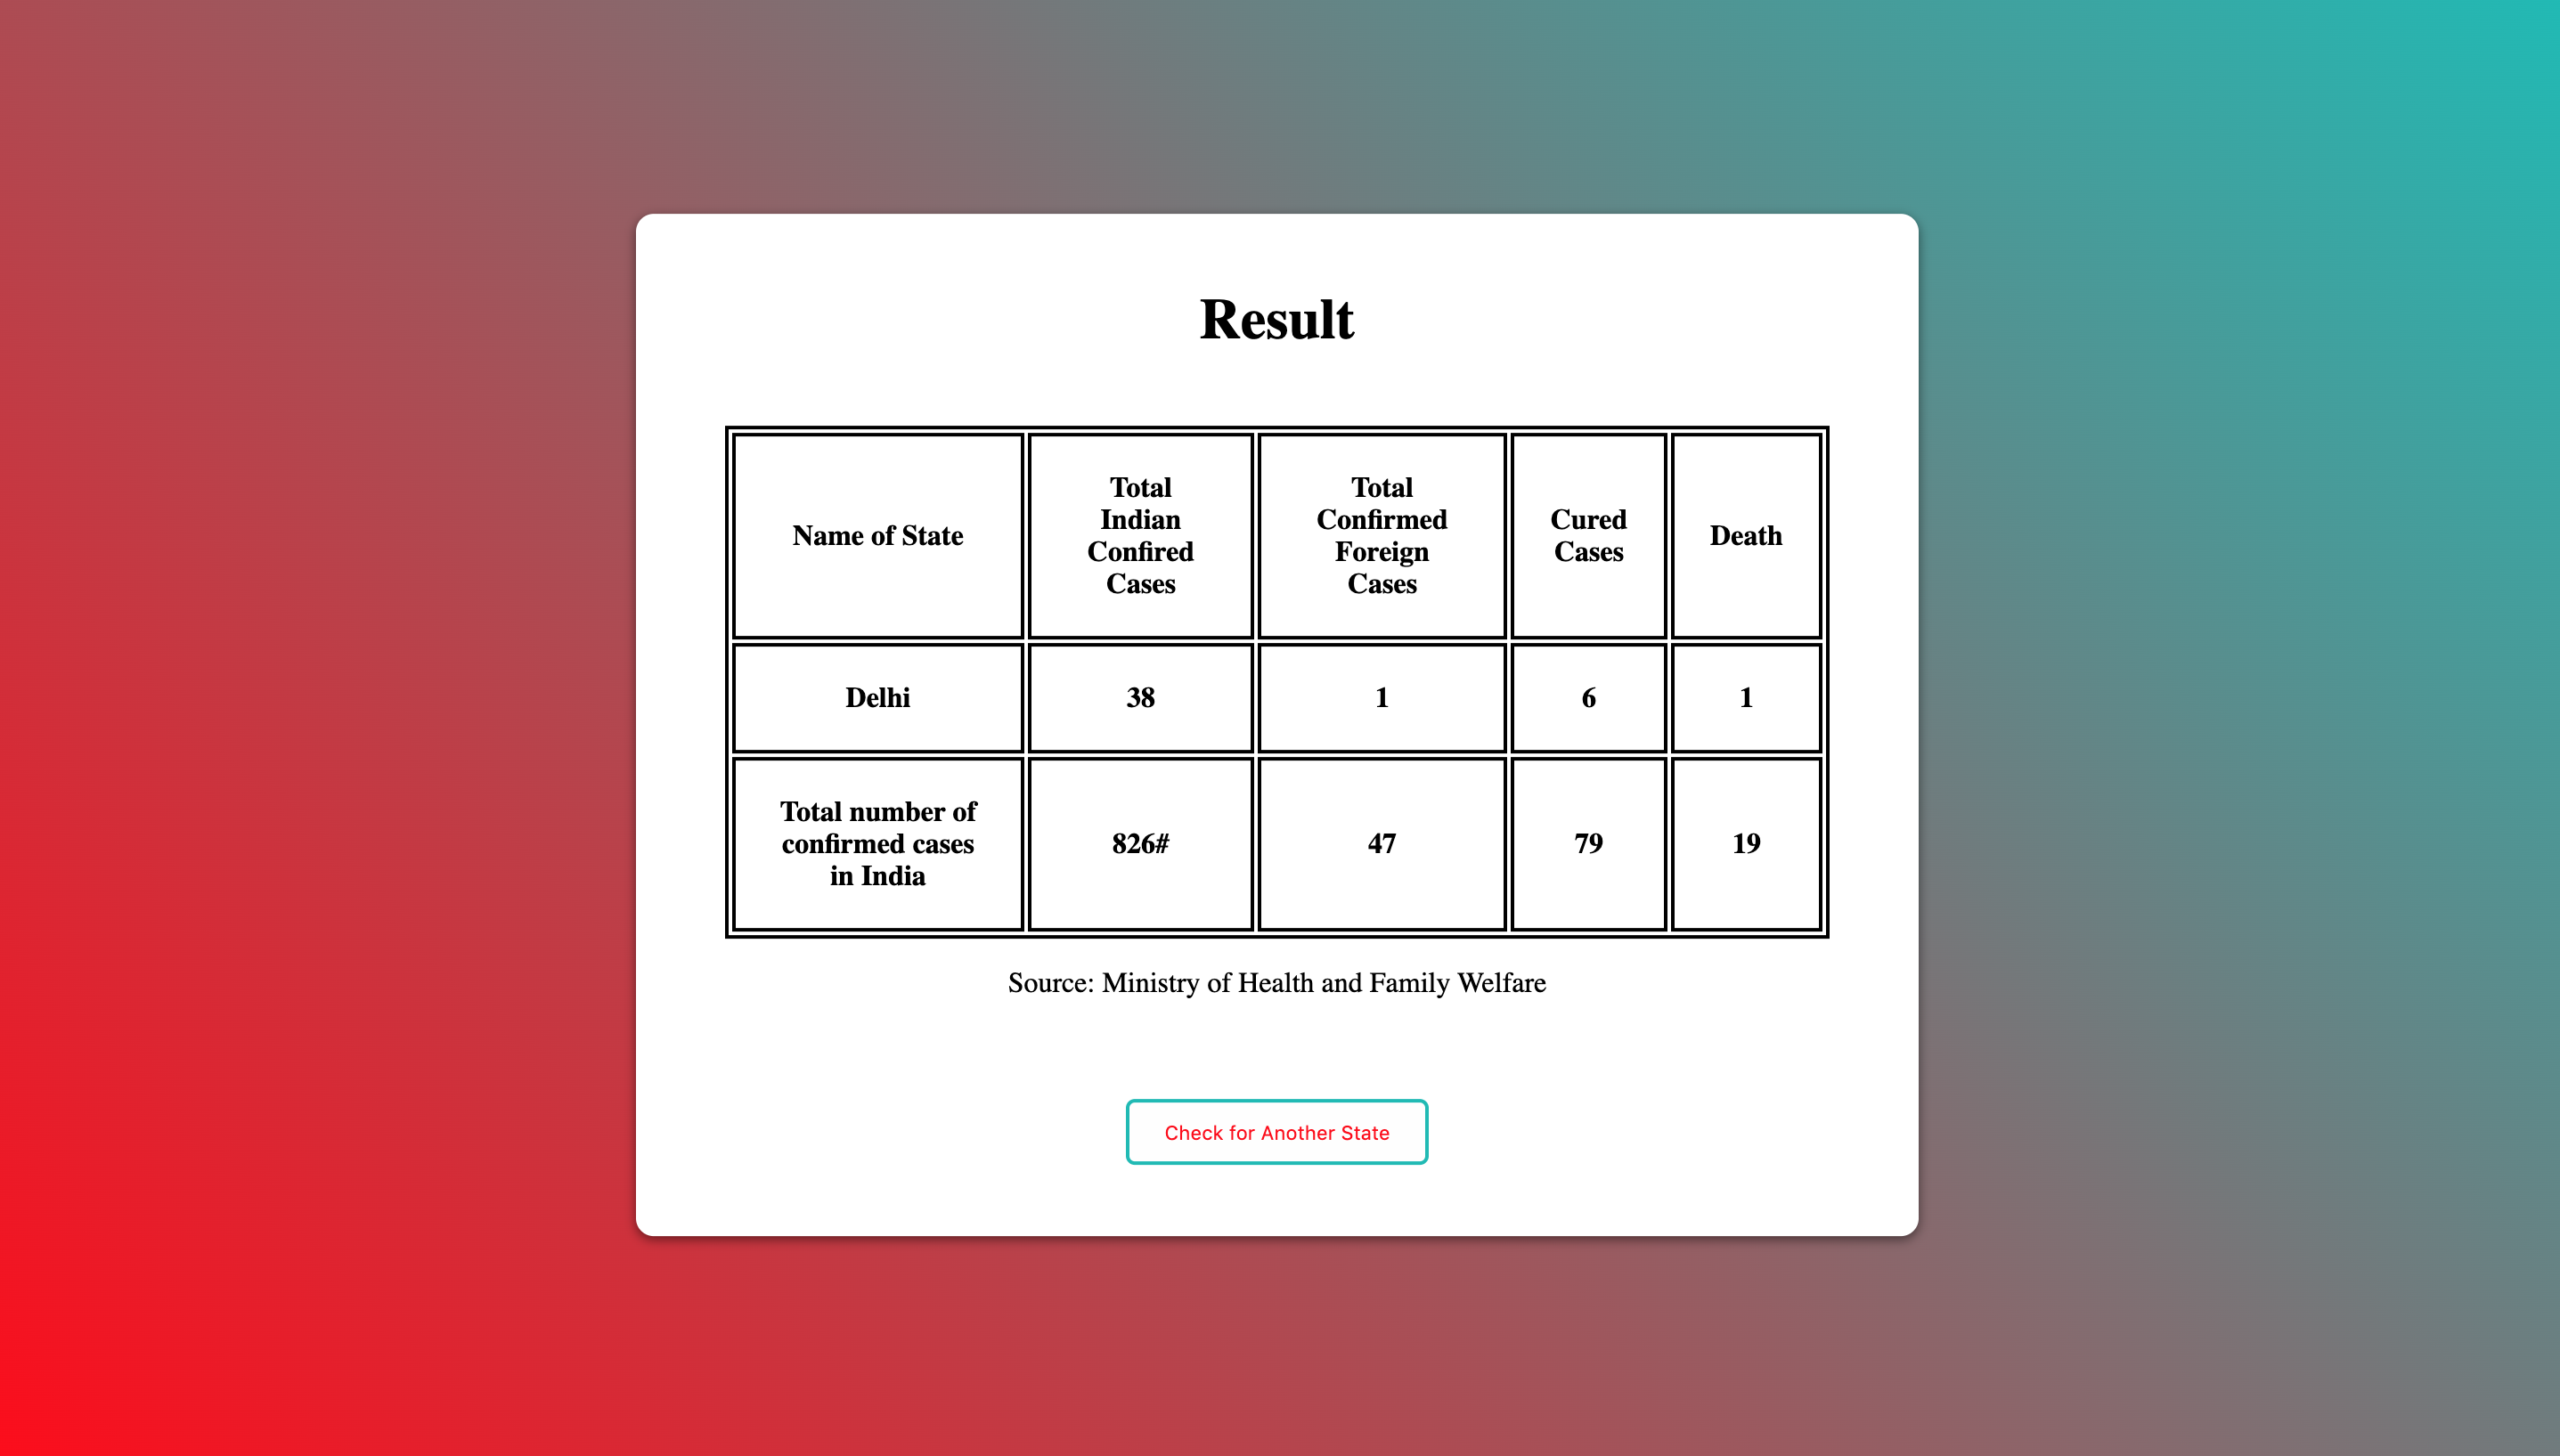 Result
Name of State
Total
Indian
Confired
Cases
Total
Confirmed
Foreign
Cases
Cured
Cases
Death
Delhi
38
1
6
1
Total number of
confirmed cases
in India
826#
47
79
19
Source: Ministry of Health and Family Welfare
Check for Another State